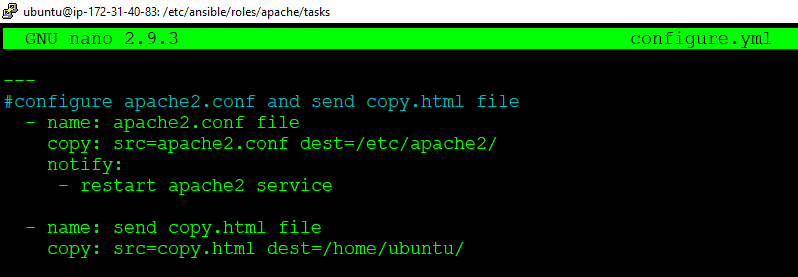 ubuntu@ip-172-31-40-83: /etc/ansible/roles/apache/tasks
GNU nano 2.9.3 configure.yml
---
#configure apache2.conf and send copy.html file
- name: apache2.conf file
copy: src=apache2.conf dest=/etc/apache2/
notify:
- restart apache2 service
- name: send copy.html file
copy: src=copy.html dest=/home/ubuntu/